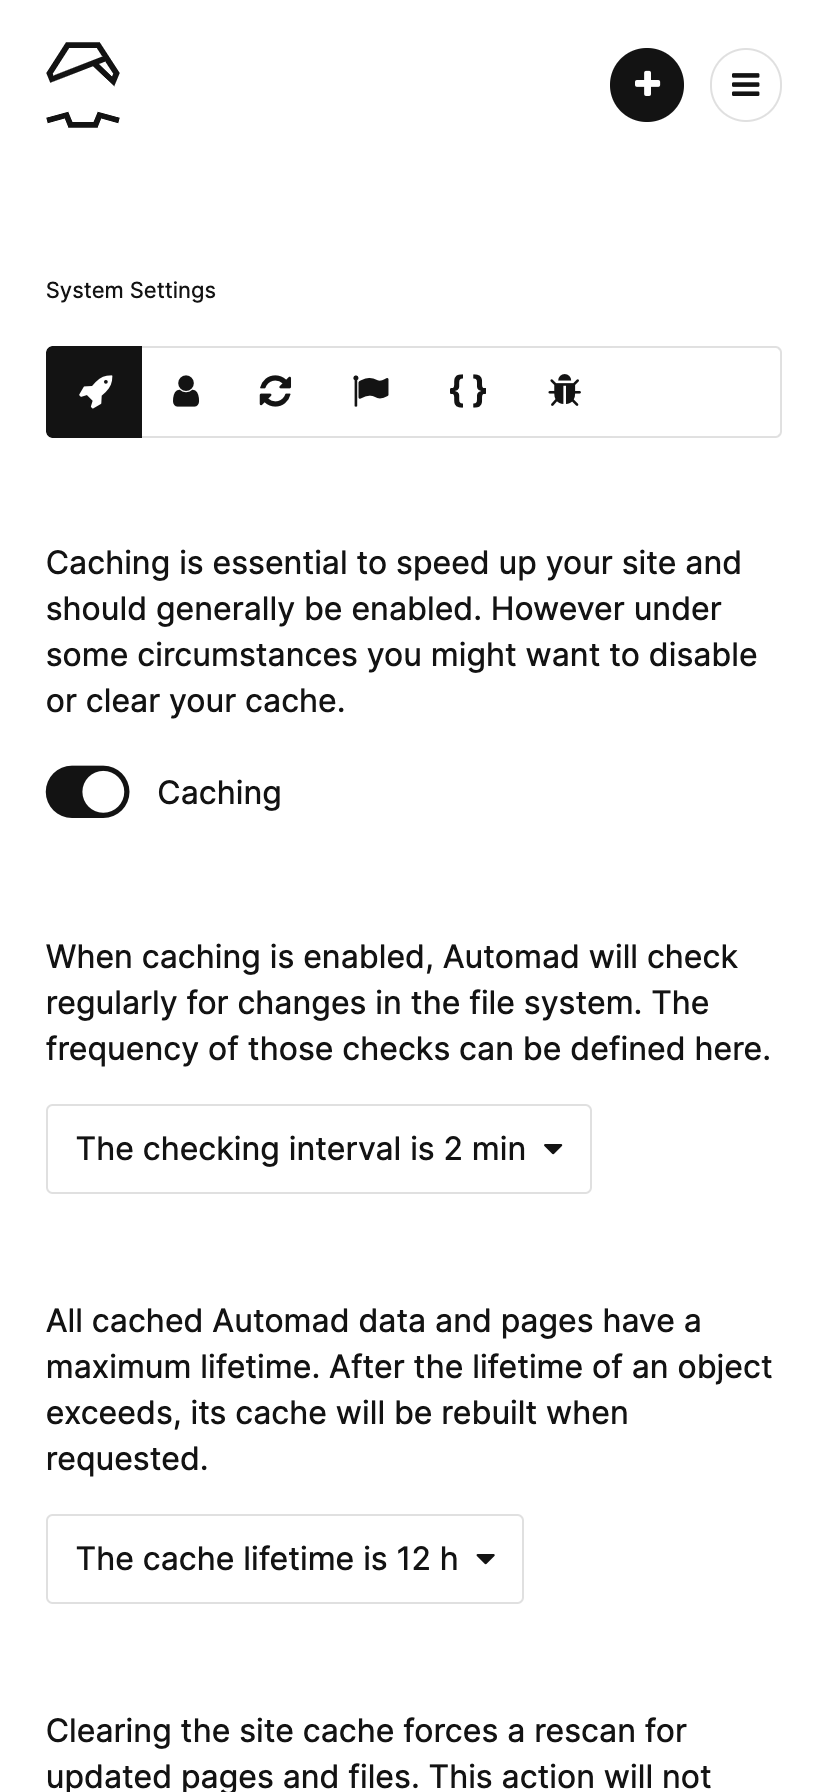 System Settings
Caching is essential to speed up your site and
should generally be enabled. However under
some circumstances you might want to disable
or clear your cache.
Caching
When caching is enabled, Automad will check
regularly for changes in the file system. The
frequency of those checks can be defined here.
The checking interval is 2 min
All cached Automad data and pages have a
maximum lifetime. After the lifetime of an object
exceeds, its cache will be rebuilt when
requested.
The cache lifetime is 12 h
Clearing the site cache forces a rescan for
updated pages and files. This action will not